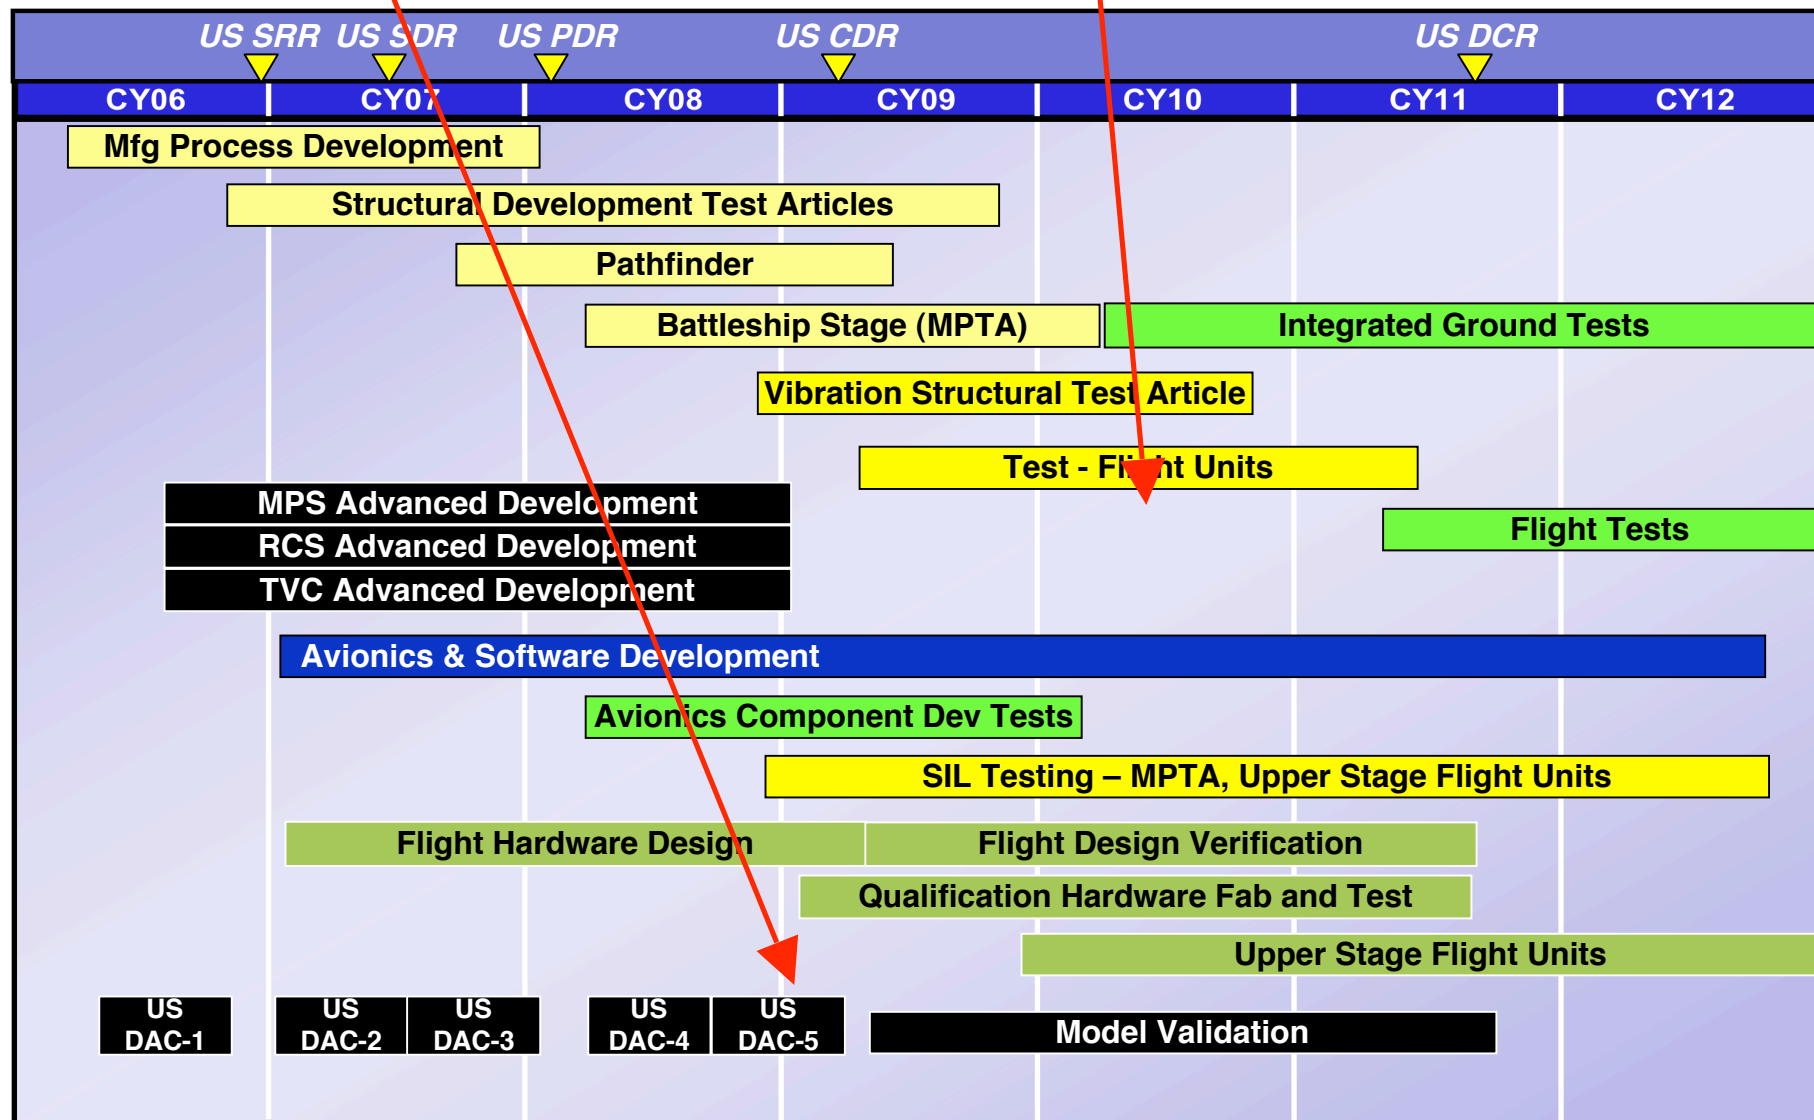 US SRR US SDR US PDR US CDR US DCR
CY06 CY07 CY08 CY09 CY10 CY11 CY12
Mfg Process Development
Structural Development Test Articles
Pathfinder
Battleship Stage (MPTA) Integrated Ground Tests
Vibration Structural Test Article
Test - Flight Units
MPS Advanced Development
Flight Tests
RCS Advanced Development
TVC Advanced Development
Avionics & Software Development
Avionics Component Dev Tests
SIL Testing – MPTA, Upper Stage Flight Units
Flight Hardware Design Flight Design Verification
Qualification Hardware Fab and Test
Upper Stage Flight Units
US
DAC-1
US
DAC-2
US
DAC-3
US
DAC-4
US
DAC-5
Model Validation